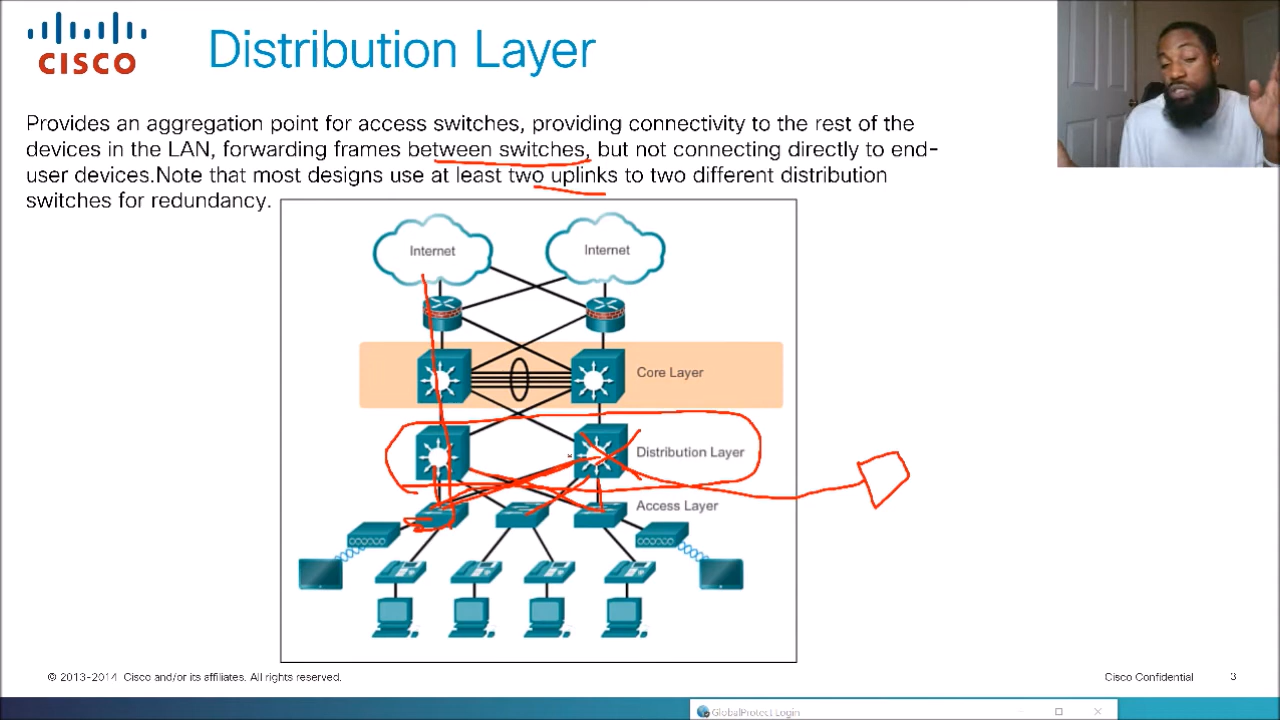 CISCO
Distribution Layer
Provides an aggregation point for access switches, providing connectivity to the rest of the
devices in the LAN, forwarding frames between switches, but not connecting directly to end-
user devices.Note that most designs use at least two uplinks to two different distribution
switches for redundancy.
Internet
Internet
Core Layer
Distribution Layer
Access Layer
© 2013-2014 Cisco and/or its affiliates. All rights reserved.
Cisco Confidential
3
GlobalProtect Login